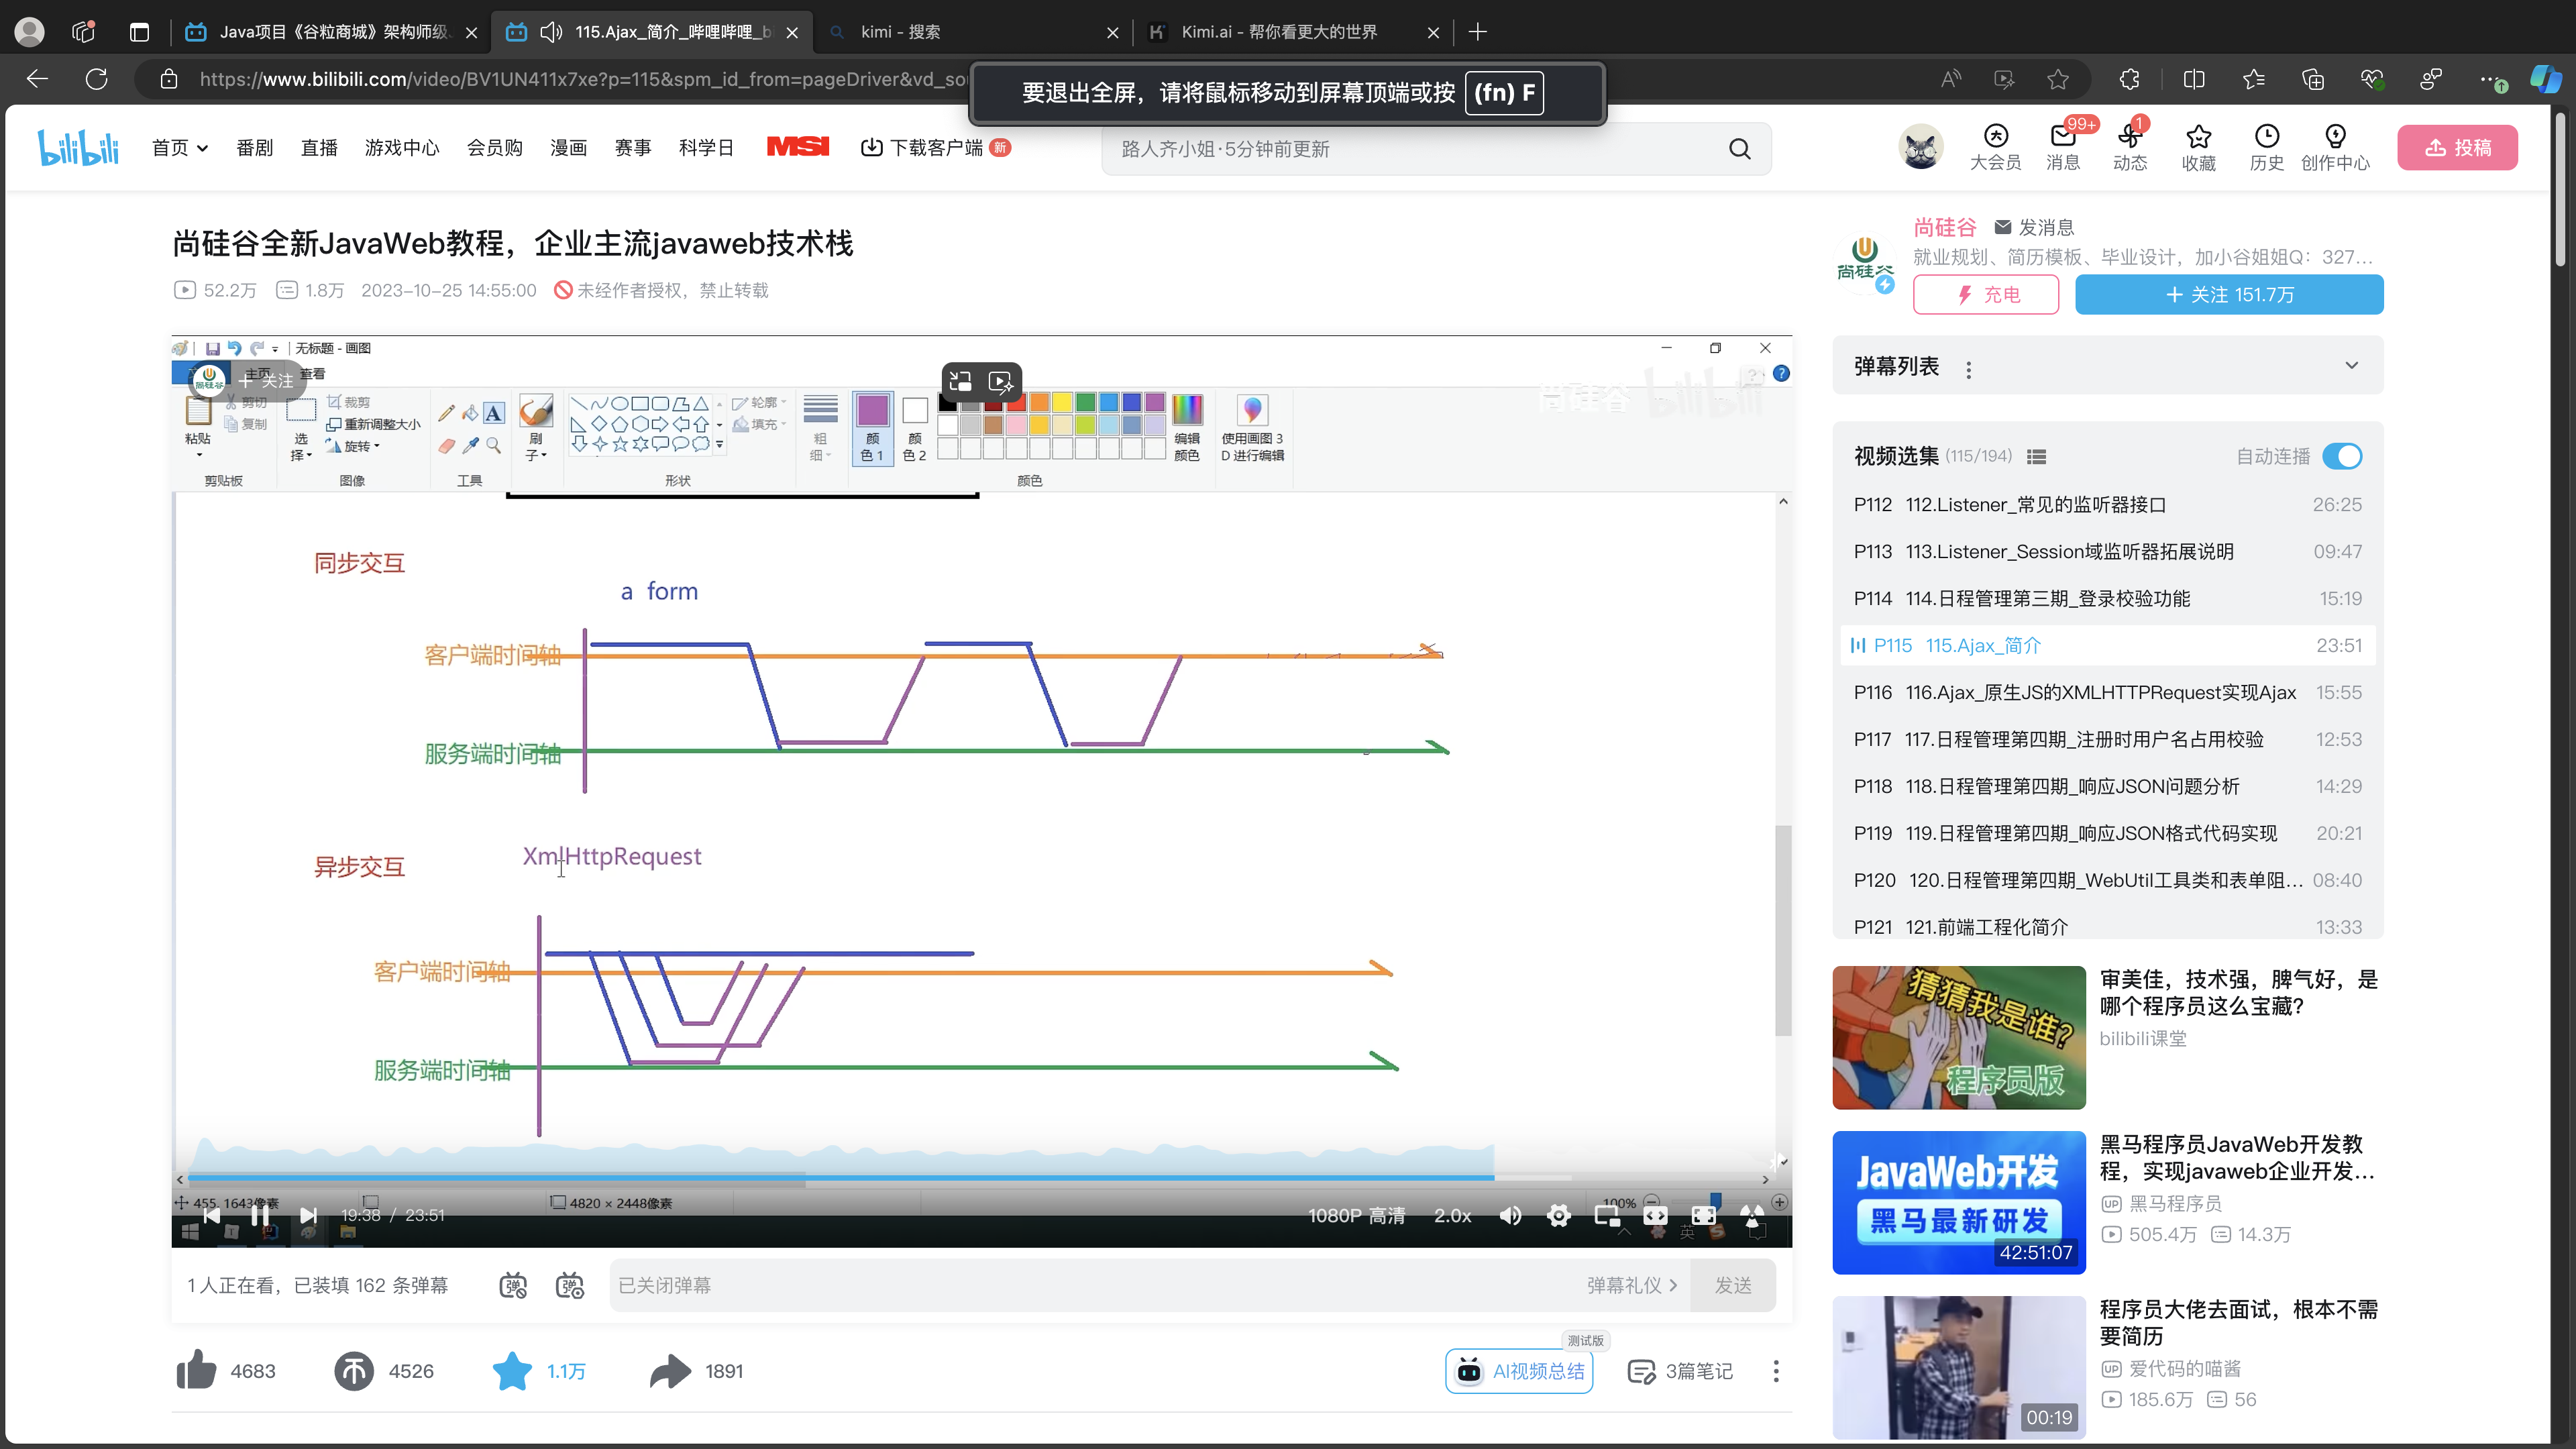 Java项目《谷粒商城》架构师级
115.Ajax_简介_哔哩哔哩_bi
kimi - 搜索
Kimi.ai - 帮你看更大的世界
https://www.bilibili.com/video/BV1UN411x7xe?p=115&spm_id_from=pageDriver&vd_so
要退出全屏，请将鼠标移动到屏幕顶端或按 (fn) F
bilibili
首页
番剧
直播
游戏中心
会员购
漫画
赛事
科学日
MSI
下载客户端
新
路人齐小姐·5分钟前更新
大会员
99+
消息
1
动态
收藏
历史
创作中心
投稿
尚硅谷全新JavaWeb教程，企业主流javaweb技术栈
52.2万
1.8万
2023-10-25 14:55:00
未经作者授权，禁止转载
尚硅谷
发消息
就业规划、简历模板、毕业设计，加小谷姐姐Q：327...
充电
+ 关注 151.7万
无标题 - 画图
+ 关注
主页
查看
粘贴
剪切
复制
剪贴板
选
择
裁剪
重新调整大小
旋转
图像
工具
A
刷
子
形状
轮廓
填充
粗
细
颜
色 1
颜
色 2
颜色
编辑
颜色
使用画图 3
D 进行编辑
尚硅谷 bilibili
同步交互
a form
客户端时间轴
服务端时间轴
异步交互
XmlHttpRequest
客户端时间轴
服务端时间轴
455, 1643像素
4820 × 2448像素
100%
19:38 / 23:51
1080P 高清
2.0x
英
1人正在看，已装填 162 条弹幕
已关闭弹幕
弹幕礼仪
发送
4683
4526
1.1万
1891
测试版
AI视频总结
3篇笔记
弹幕列表
视频选集 (115/194)
自动连播
P112 112.Listener_常见的监听器接口 26:25
P113 113.Listener_Session域监听器拓展说明 09:47
P114 114.日程管理第三期_登录校验功能 15:19
P115 115.Ajax_简介 23:51
P116 116.Ajax_原生JS的XMLHTTPRequest实现Ajax 15:55
P117 117.日程管理第四期_注册时用户名占用校验 12:53
P118 118.日程管理第四期_响应JSON问题分析 14:29
P119 119.日程管理第四期_响应JSON格式代码实现 20:21
P120 120.日程管理第四期_WebUtil工具类和表单阻... 08:40
P121 121.前端工程化简介 13:33
猜猜我是谁?
程序员版
审美佳，技术强，脾气好，是
哪个程序员这么宝藏?
bilibili课堂
JavaWeb开发
黑马最新研发
42:51:07
黑马程序员JavaWeb开发教
程，实现javaweb企业开发...
UP 黑马程序员
505.4万
14.3万
00:19
程序员大佬去面试，根本不需
要简历
UP 爱代码的喵酱
185.6万
56